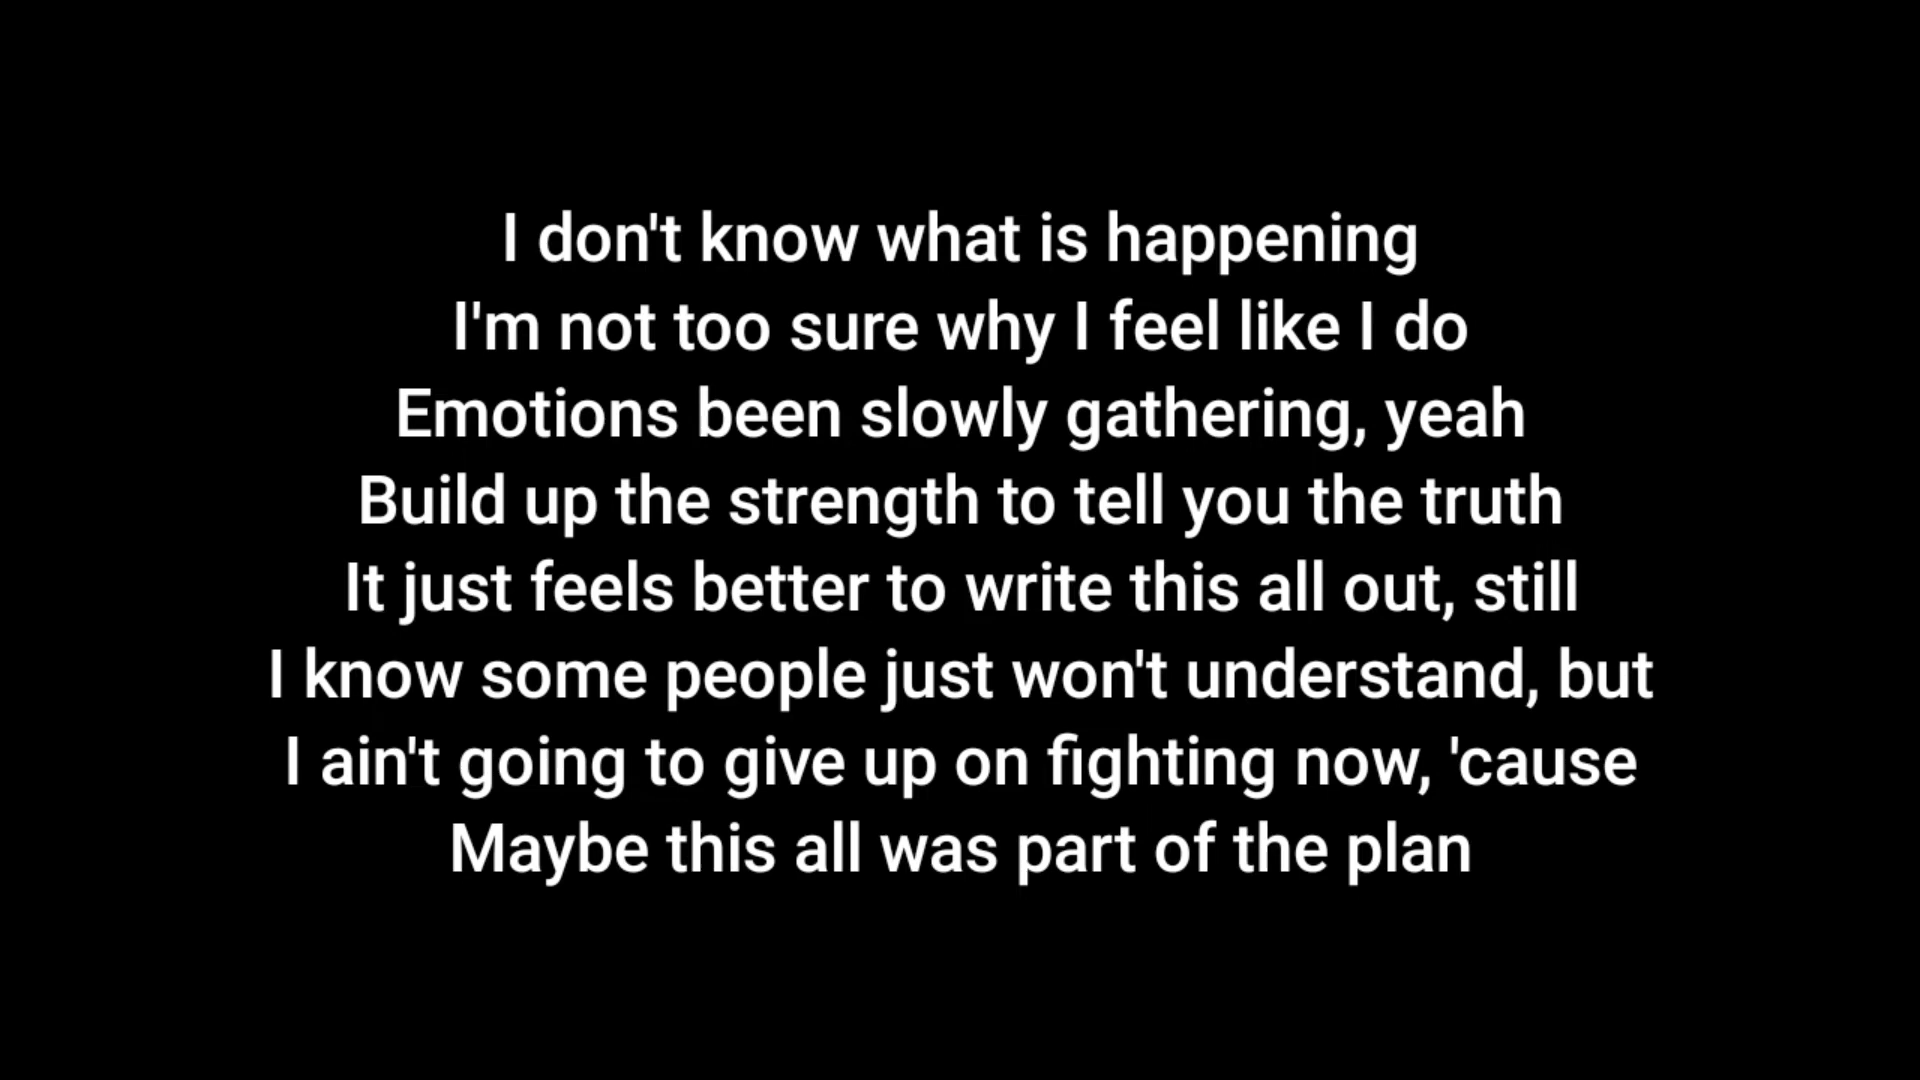 I don't know what is happening
I'm not too sure why I feel like I do
Emotions been slowly gathering, yeah
Build up the strength to tell you the truth
It just feels better to write this all out, still
I know some people just won't understand, but
I ain't going to give up on fighting now, 'cause
Maybe this all was part of the plan